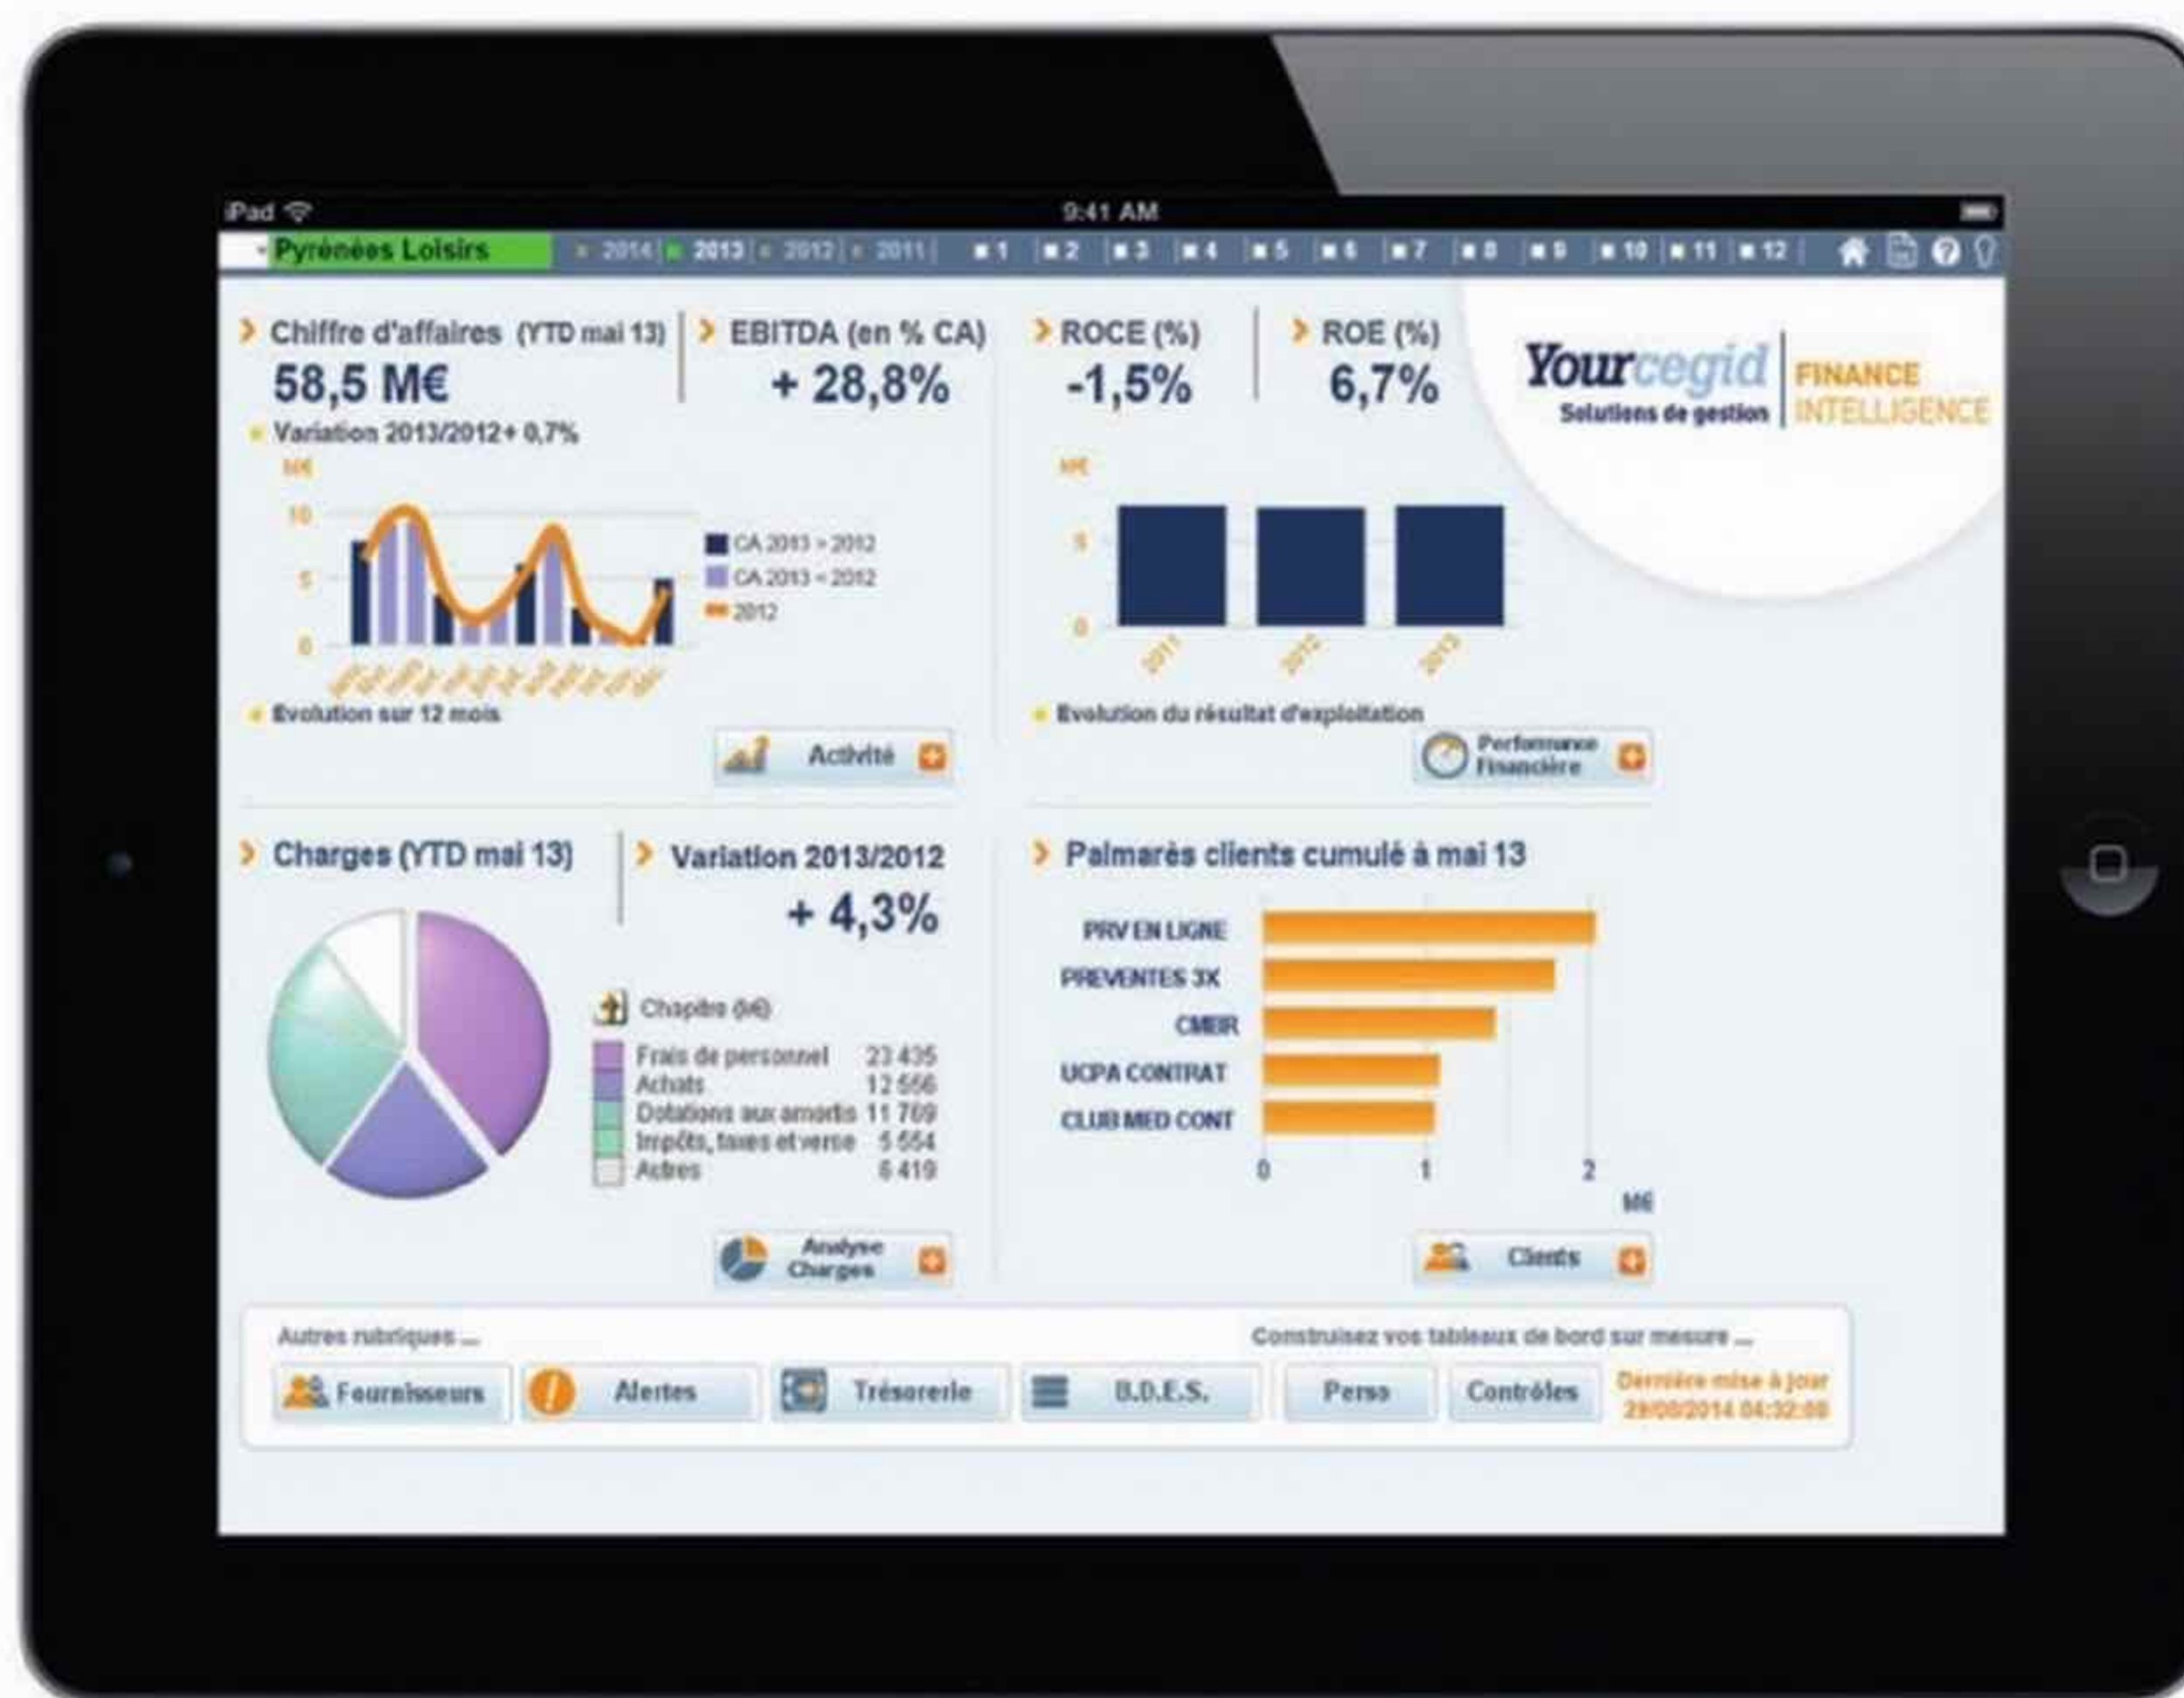 iPad 9:41 AM
Pyrénées Loisirs 2014 2013 2012 2011 1 2 3 4 5 6 7 8 9 10 11 12
Chiffre d'affaires (YTD mai 13)
58,5 M€
Variation 2013/2012 + 0,7%
EBITDA (en % CA)
+ 28,8%
M€
10
5
0
CA 2013 > 2012
CA 2013 < 2012
2012
Evolution sur 12 mois
Activité
ROCE (%)
-1,5%
ROE (%)
6,7%
M€
5
0
2011 2012 2013
Evolution du résultat d'exploitation
Performance
Financière
Yourcegid
Solutions de gestion
FINANCE
INTELLIGENCE
Charges (YTD mai 13)
Variation 2013/2012
+ 4,3%
Chapitre (k€)
Frais de personnel 23 435
Achats
Dotations aux amortis 11 769
Impôts, taxes et verse 5 554
Autres 6 419
Analyse
Charges
Palmarès clients cumulé à mai 13
PRV EN LIGNE
PREVENTES 3X
CMBR
UCPA CONTRAT
CLUB MED CONT
0 1 2
M€
Clients
Autres rubriques ...
Fournisseurs
Alertes
Trésorerie
B.D.E.S.
Construisez vos tableaux de bord sur mesure ...
Perso
Contrôles
Dernière mise à jour